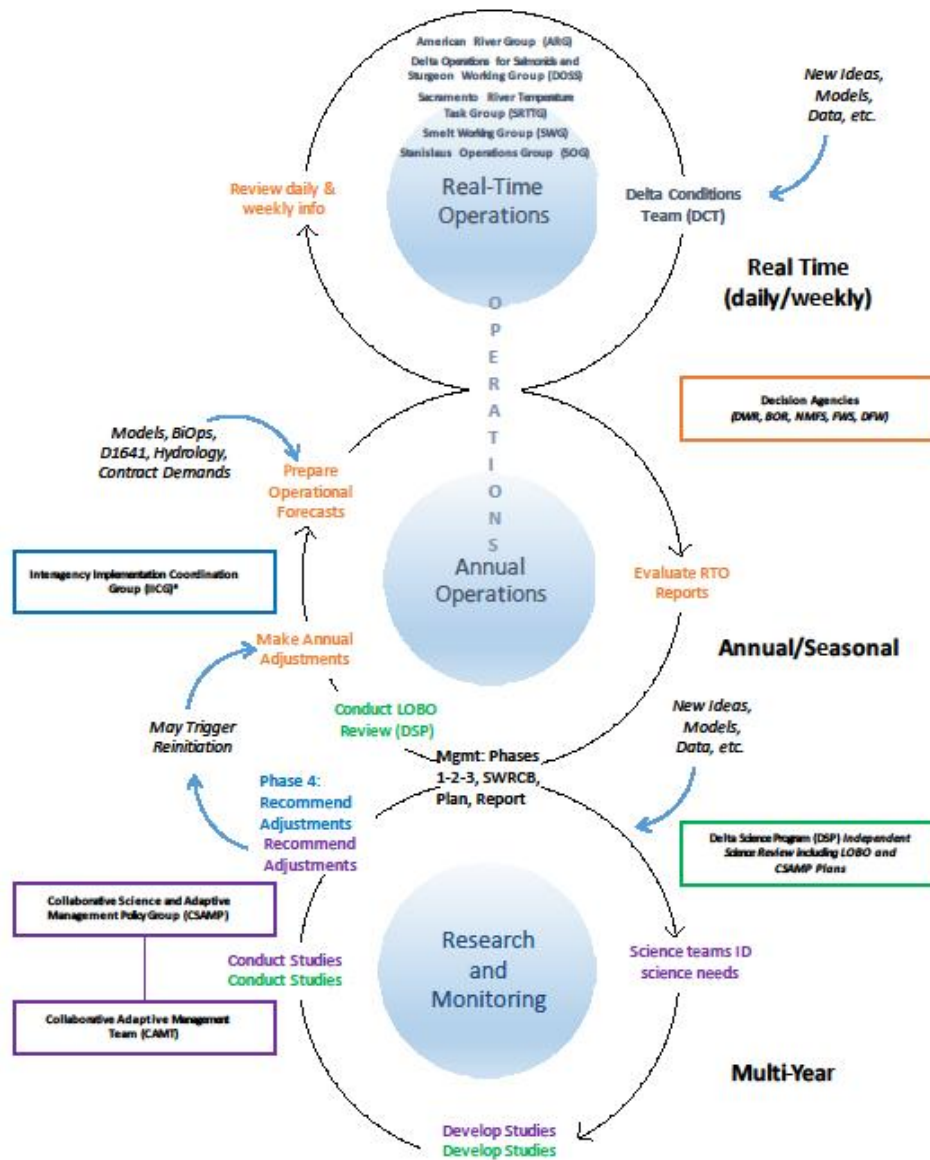 American River Group (ARG)
Delta Operations for Salmonids and
Sturgeon Working Group (DOSS)
Sacramento River Temperature
Task Group (SRTTG)
Smelt Working Group (SWG)
Stanislaus Operations Group (SOG)
Real-Time
Operations
New Ideas,
Models,
Data, etc.
Review daily &
weekly info
Delta Conditions
Team (DCT)
Real Time
(daily/weekly)
OPERATIONS
Decision Agencies
(DWR, BOR, NMFS, FWS, DFW)
Models, BiOps,
D1641, Hydrology,
Contract Demands
Prepare
Operational
Forecasts
Interagency Implementation Coordination
Group (IICG)*
Annual
Operations
Evaluate RTO
Reports
Make Annual
Adjustments
Annual/Seasonal
Conduct LOBO
Review (DSP)
May Trigger
Reinitiation
New Ideas,
Models,
Data, etc.
Mgmt: Phases
1-2-3, SWRCB,
Plan, Report
Phase 4:
Recommend
Adjustments
Recommend
Adjustments
Delta Science Program (DSP) Independent
Science Review including LOBO and
CSAMP Plans
Collaborative Science and Adaptive
Management Policy Group (CSAMP)
Conduct Studies
Conduct Studies
Research
and
Monitoring
Science teams ID
science needs
Collaborative Adaptive Management
Team (CAMT)
Multi-Year
Develop Studies
Develop Studies